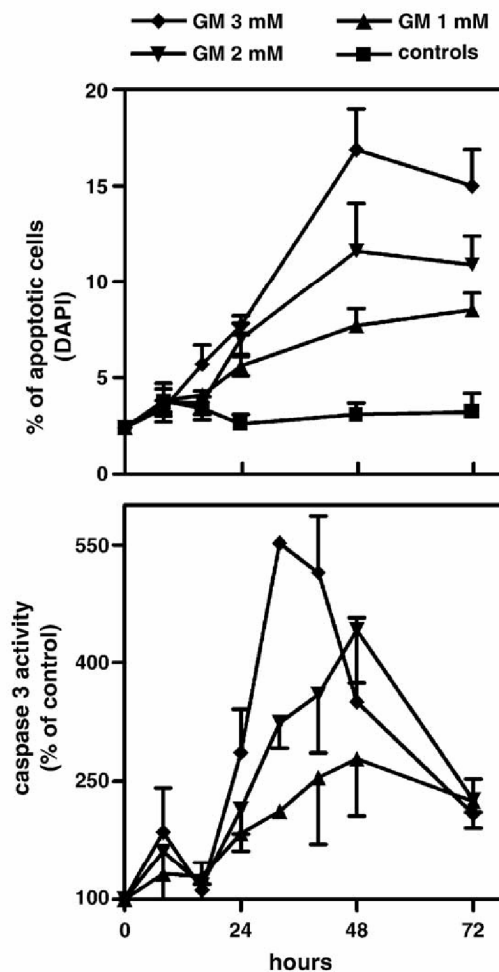 GM 3 mM GM 1 mM
GM 2 mM controls
20
15
10
5
0
% of apoptotic cells
(DAPI)
550
400
250
100
caspase 3 activity
(% of control)
0 24 48 72
hours